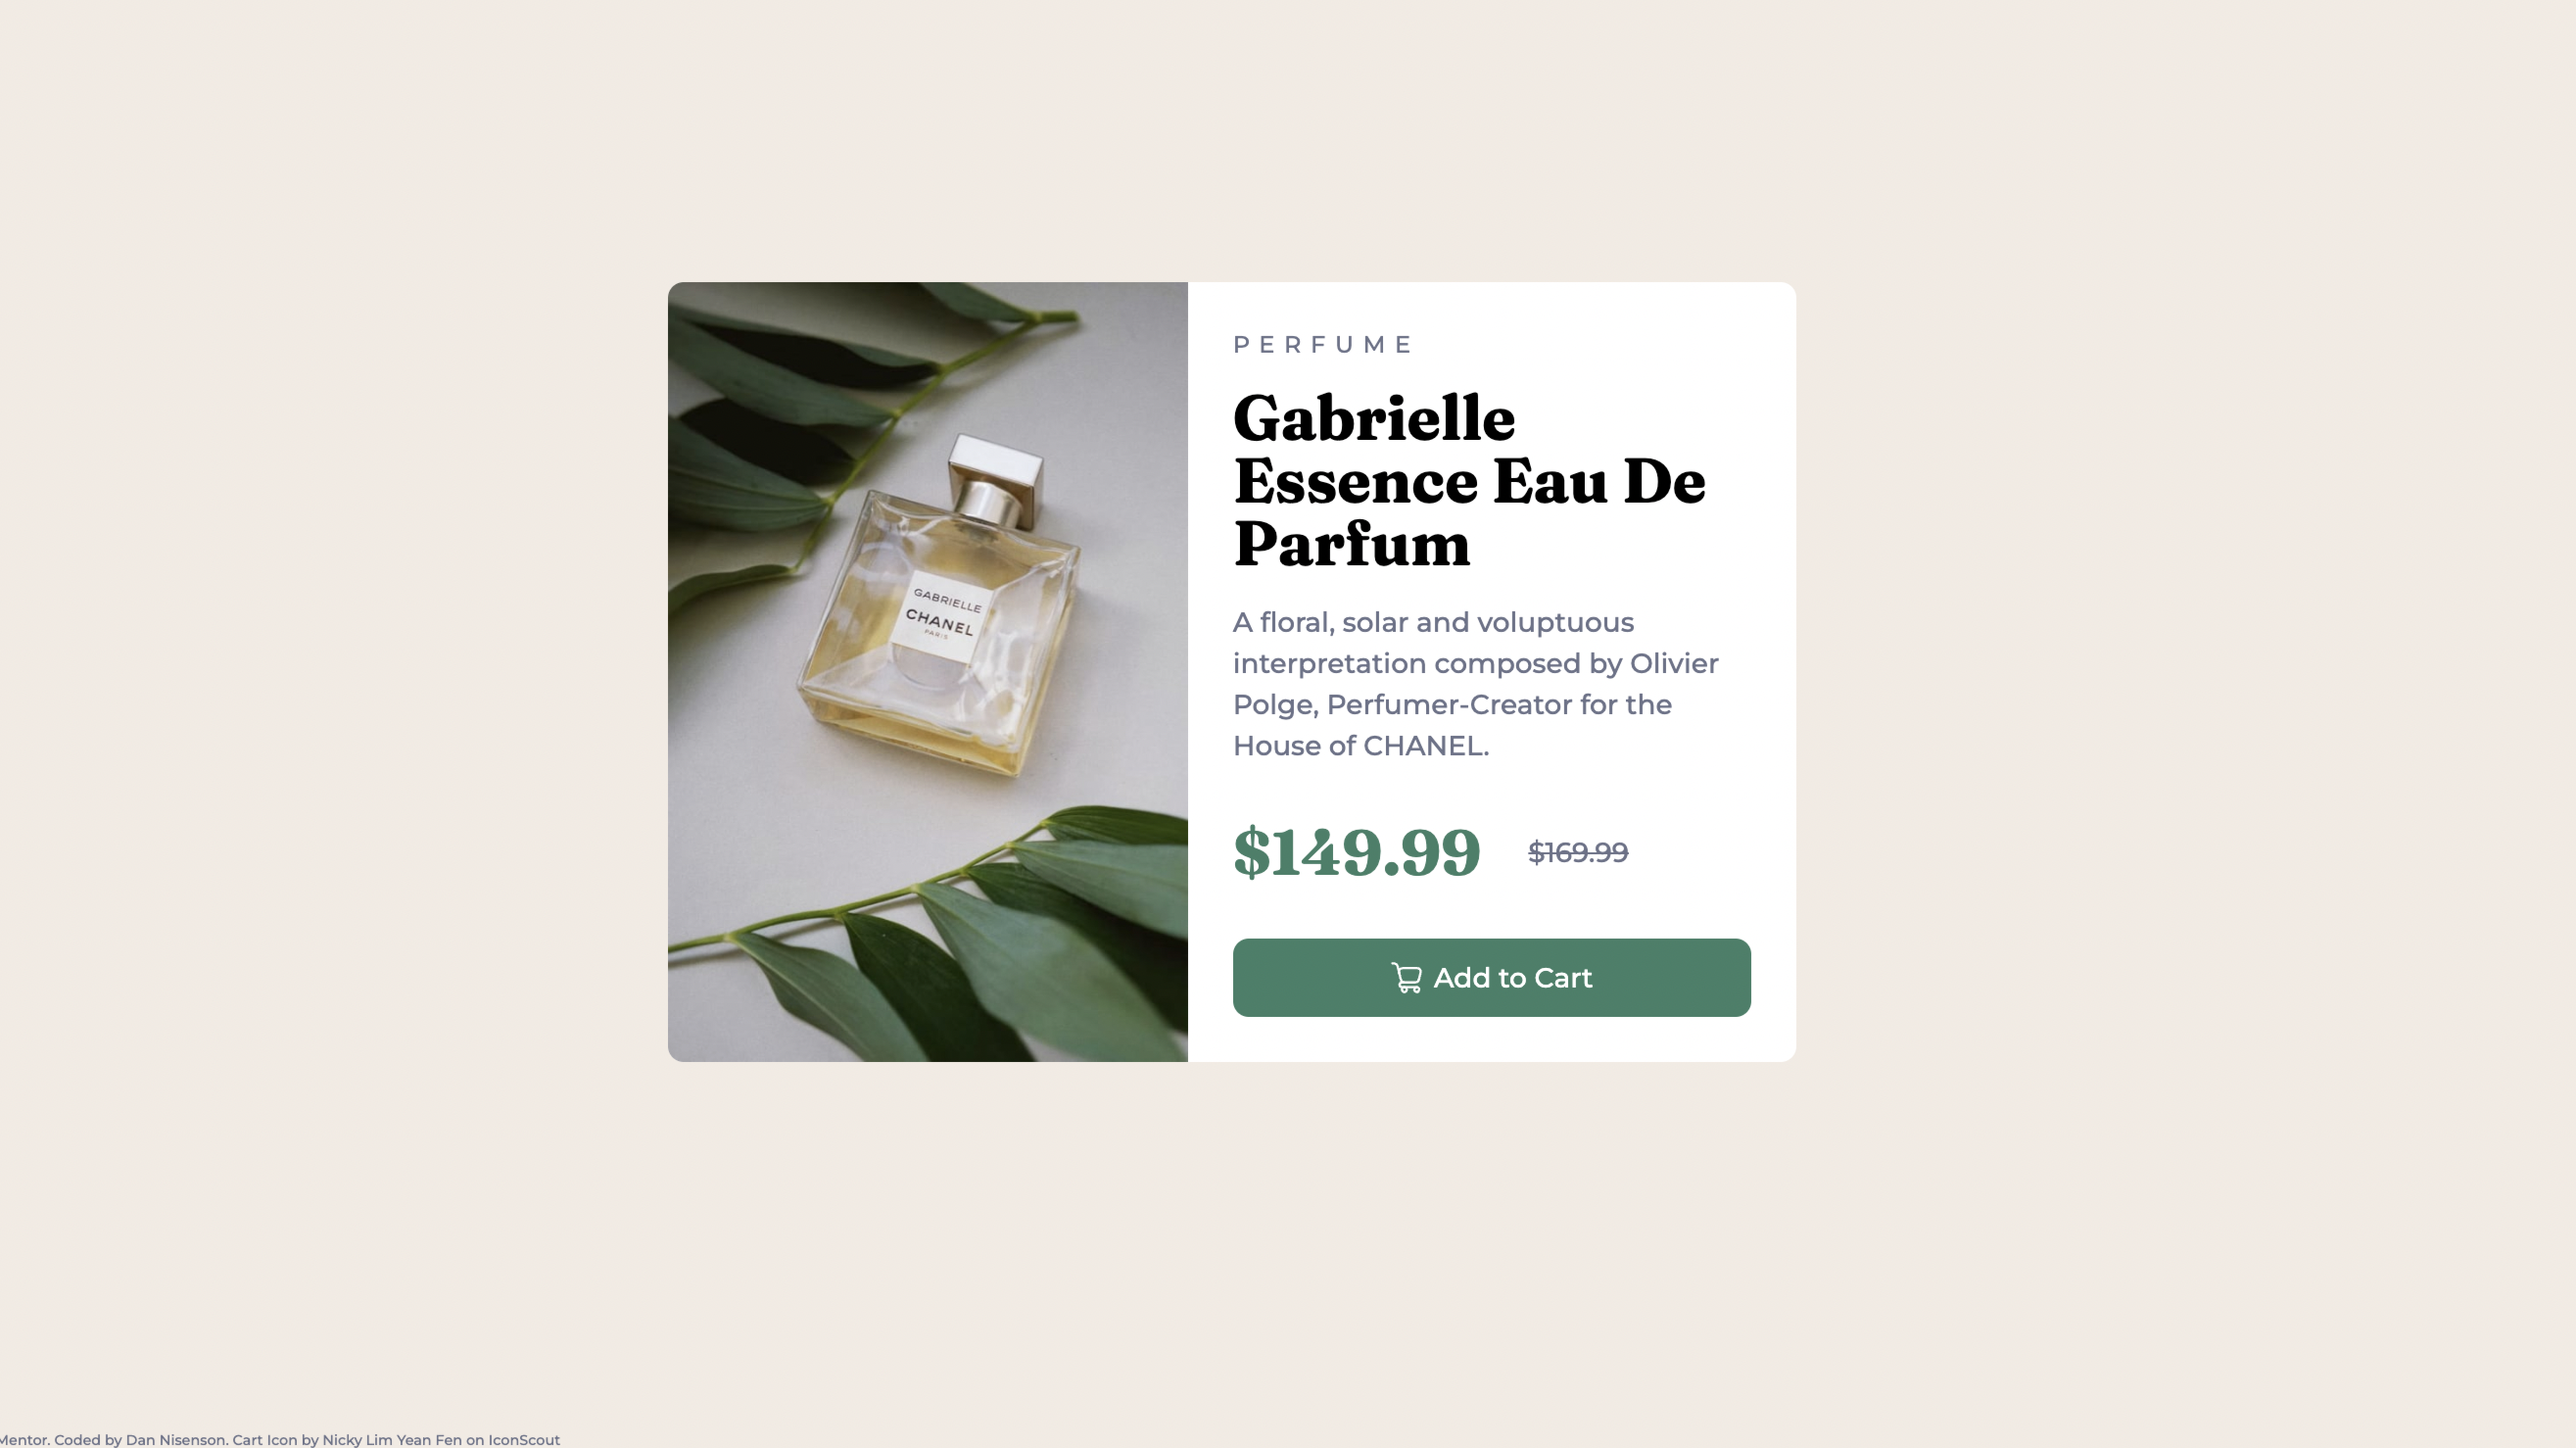 GABRIELLE
CHANEL
PARIS
PERFUME
Gabrielle
Essence Eau De
Parfum
A floral, solar and voluptuous
interpretation composed by Olivier
Polge, Perfumer-Creator for the
House of CHANEL.
$149.99 $169.99
Add to Cart
Mentor. Coded by Dan Nisenson. Cart Icon by Nicky Lim Yean Fen on IconScout